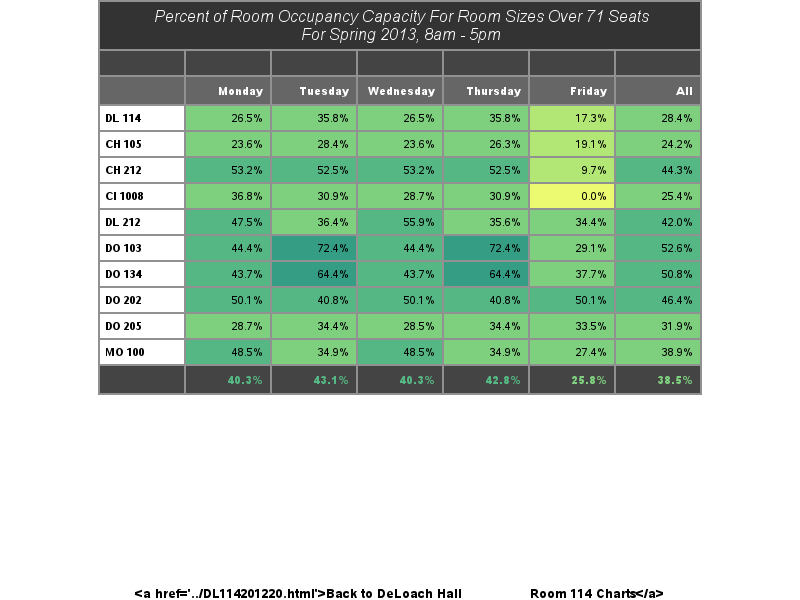 Percent of Room Occupancy Capacity For Room Sizes Over 71 Seats
For Spring 2013, 8am - 5pm
Monday Tuesday Wednesday Thursday Friday All
DL 114 26.5% 35.8% 26.5% 35.8% 17.3% 28.4%
CH 105 23.6% 28.4% 23.6% 26.3% 19.1% 24.2%
CH 212 53.2% 52.5% 53.2% 52.5% 9.7% 44.3%
CI 1008 36.8% 30.9% 28.7% 30.9% 0.0% 25.4%
DL 212 47.5% 36.4% 55.9% 35.6% 34.4% 42.0%
DO 103 44.4% 72.4% 44.4% 72.4% 29.1% 52.6%
DO 134 43.7% 64.4% 43.7% 64.4% 37.7% 50.8%
DO 202 50.1% 40.8% 50.1% 40.8% 50.1% 46.4%
DO 205 28.7% 34.4% 28.5% 34.4% 33.5% 31.9%
MO 100 48.5% 34.9% 48.5% 34.9% 27.4% 38.9%
40.3% 43.1% 40.3% 42.8% 25.8% 38.5%
<a href='../DL114201220.html'>Back to DeLoach Hall Room 114 Charts</a>